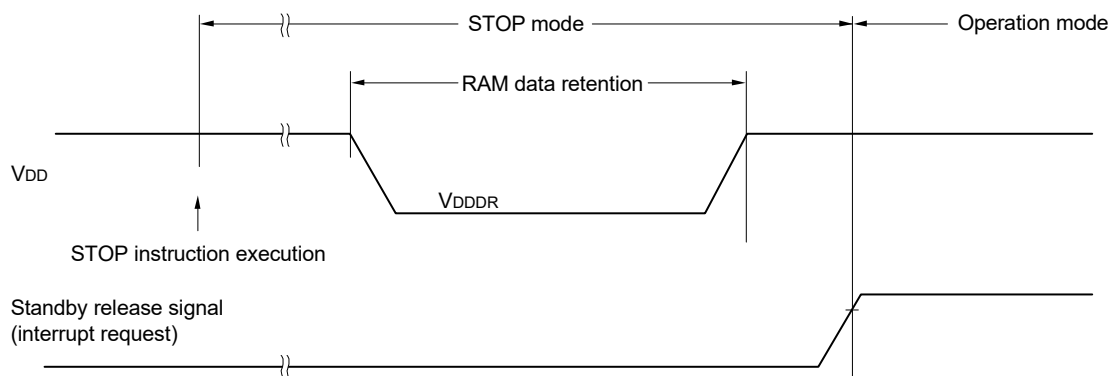 STOP mode
Operation mode
RAM data retention
VDD
VDDDR
STOP instruction execution
Standby release signal
(interrupt request)